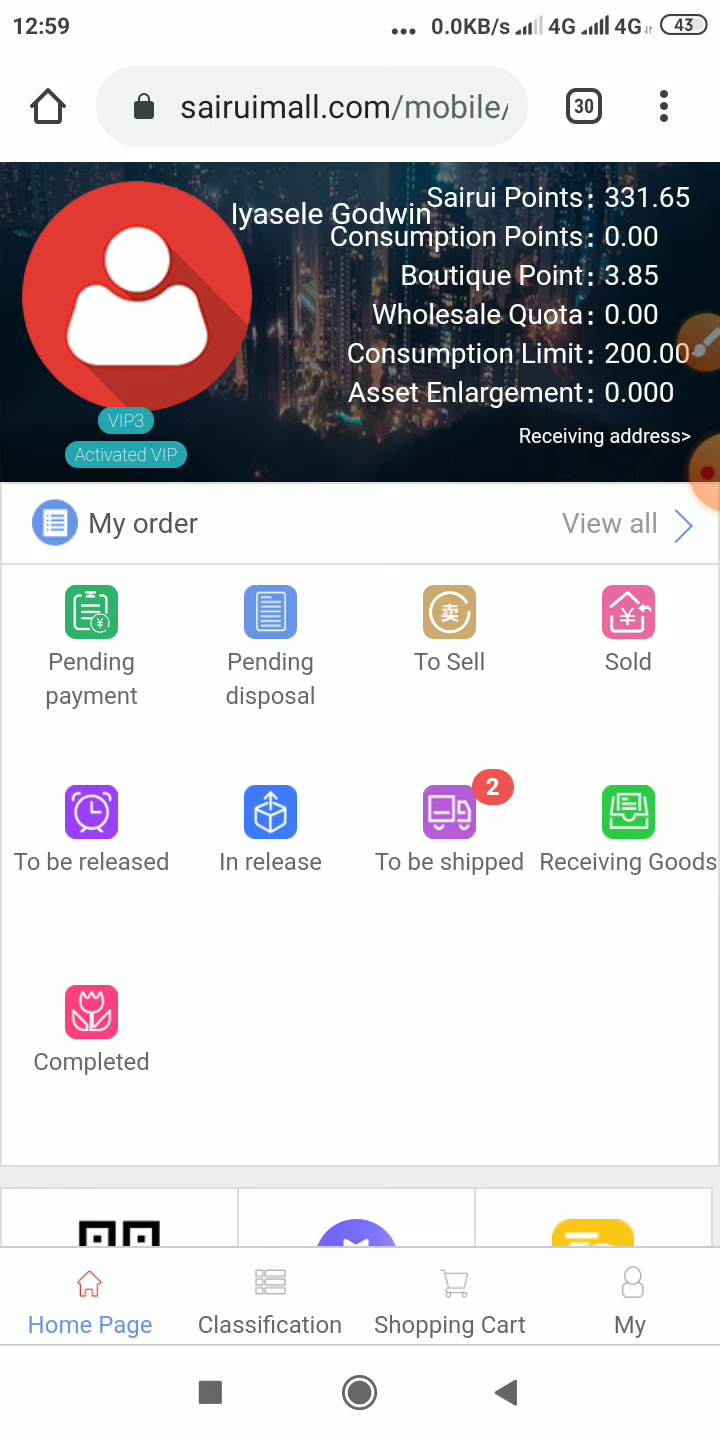 12:59
... 0.0KB/s 4G 4G 43
sairuimall.com/mobile/
30
Iyasele Godwin
Sairui Points: 331.65
Consumption Points: 0.00
Boutique Point: 3.85
Wholesale Quota: 0.00
Consumption Limit: 200.00
Asset Enlargement: 0.000
VIP3
Activated VIP
Receiving address>
My order
View all
Pending payment
Pending disposal
卖
To Sell
¥
Sold
To be released
In release
2
To be shipped
Receiving Goods
Completed
Home Page
Classification
Shopping Cart
My